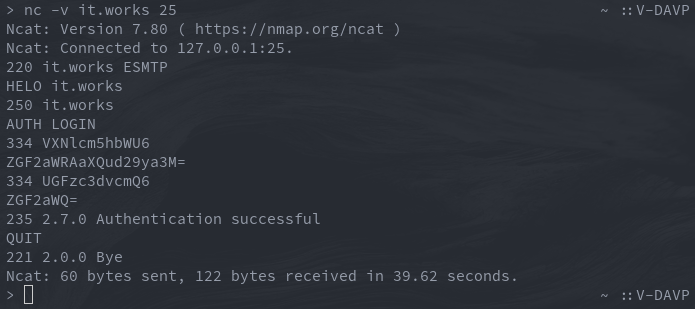 > nc -v it.works 25 ~ ::V-DAVP
Ncat: Version 7.80 ( https://nmap.org/ncat )
Ncat: Connected to 127.0.0.1:25.
220 it.works ESMTP
HELO it.works
250 it.works
AUTH LOGIN
334 VXNlcm5hbWU6
ZGF2aWRAaXQud29ya3M=
334 UGFzc3dvcmQ6
ZGF2aWQ=
235 2.7.0 Authentication successful
QUIT
221 2.0.0 Bye
Ncat: 60 bytes sent, 122 bytes received in 39.62 seconds.
> ~ ::V-DAVP